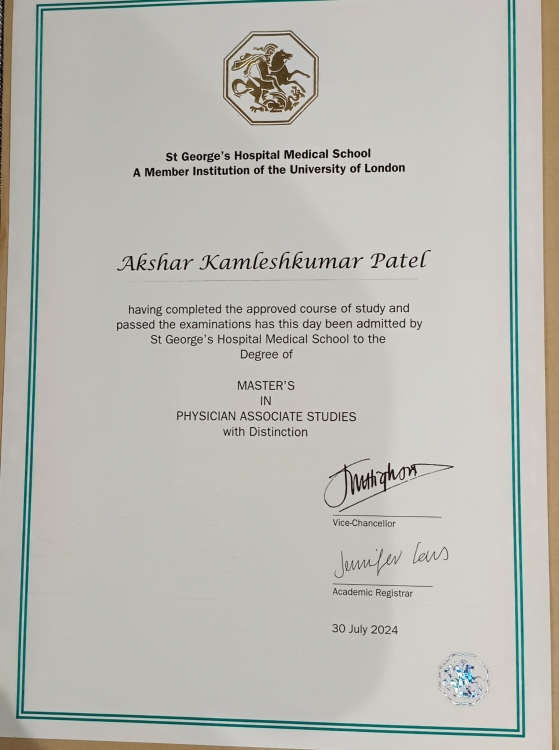 St George's Hospital Medical School
A Member Institution of the University of London
Akshar Kamleshkumar Patel
having completed the approved course of study and
passed the examinations has this day been admitted by
St George's Hospital Medical School to the
Degree of
MASTER'S
IN
PHYSICIAN ASSOCIATE STUDIES
with Distinction
Vice-Chancellor
Jennifer
Academic Registrar
30 July 2024